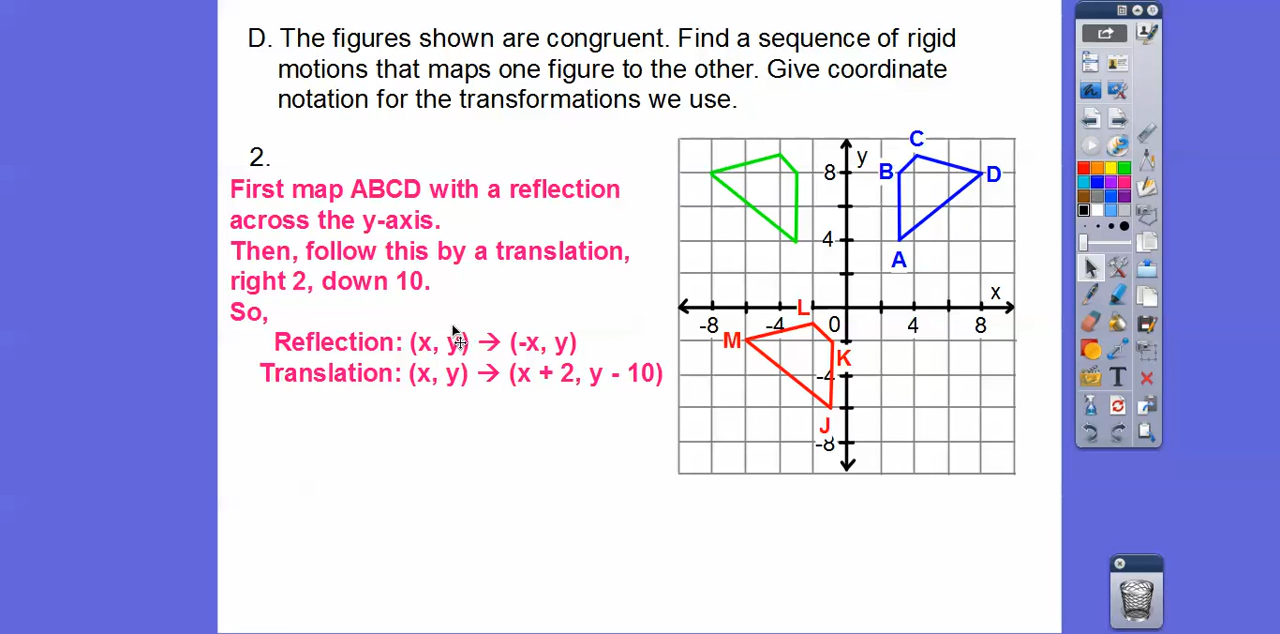 D. The figures shown are congruent. Find a sequence of rigid
motions that maps one figure to the other. Give coordinate
notation for the transformations we use.
2.
First map ABCD with a reflection
across the y-axis.
Then, follow this by a translation,
right 2, down 10.
So,
Reflection: (x, y) → (-x, y)
Translation: (x, y) → (x + 2, y - 10)
C
y
8
B
D
4
A
x
L
-8
-4
0
4
8
M
K
-4
J
-8
T